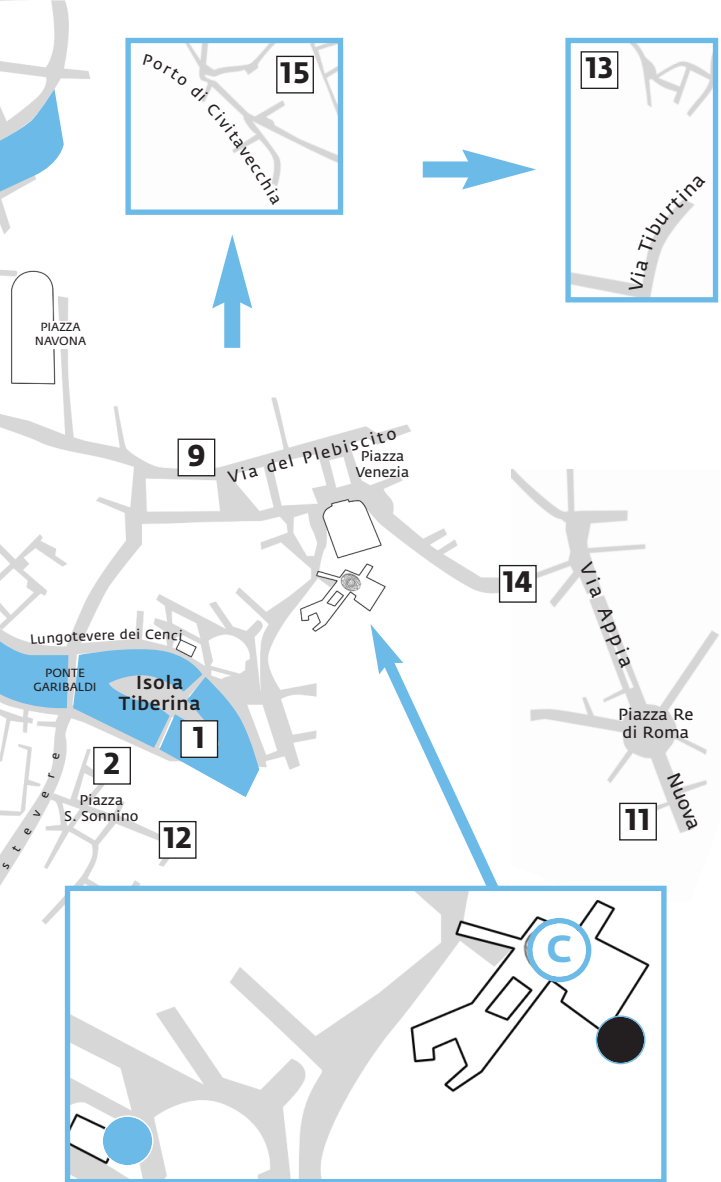 15
Porto di Civitavecchia
13
Via Tiburtina
PIAZZA
NAVONA
9
Via del Plebiscito
Piazza
Venezia
14
Via Appia
Lungotevere dei Cenci
PONTE
GARIBALDI
Isola
Tiberina
1
Piazza Re
di Roma
2
Piazza
S. Sonnino
12
stevere
Nuova
11
C